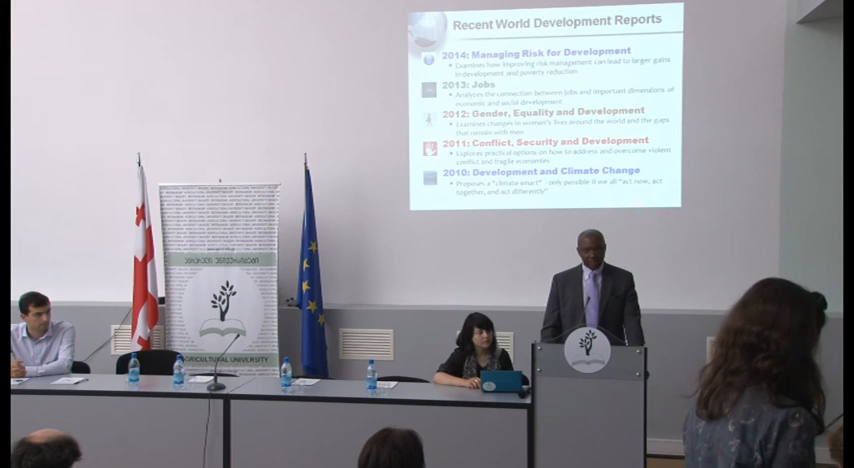 Recent World Development Reports
2014: Managing Risk for Development
• Examines how improving risk management can lead to larger gains
in development and poverty reduction
2013: Jobs
• Analyzes the connection between jobs and important dimensions of
economic and social development
2012: Gender, Equality and Development
• Examines changes in women's lives around the world and the gaps
that remain with men
2011: Conflict, Security and Development
• Explores practical options on how to address and overcome violent
conflict and fragile economies
2010: Development and Climate Change
• Proposes a "climate-smart" - only possible if we all "act now, act
together, and act differently"
AGRICULTURAL UNIVERSITY